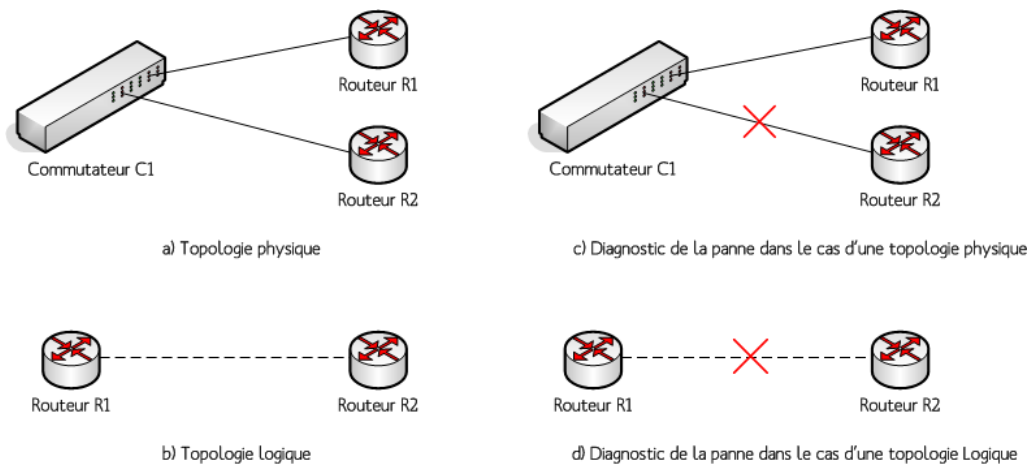 Routeur R1
Commutateur C1
Routeur R2
a) Topologie physique
Routeur R1
Commutateur C1
Routeur R2
c) Diagnostic de la panne dans le cas d'une topologie physique
Routeur R1
Routeur R2
b) Topologie logique
Routeur R1
Routeur R2
d) Diagnostic de la panne dans le cas d'une topologie Logique